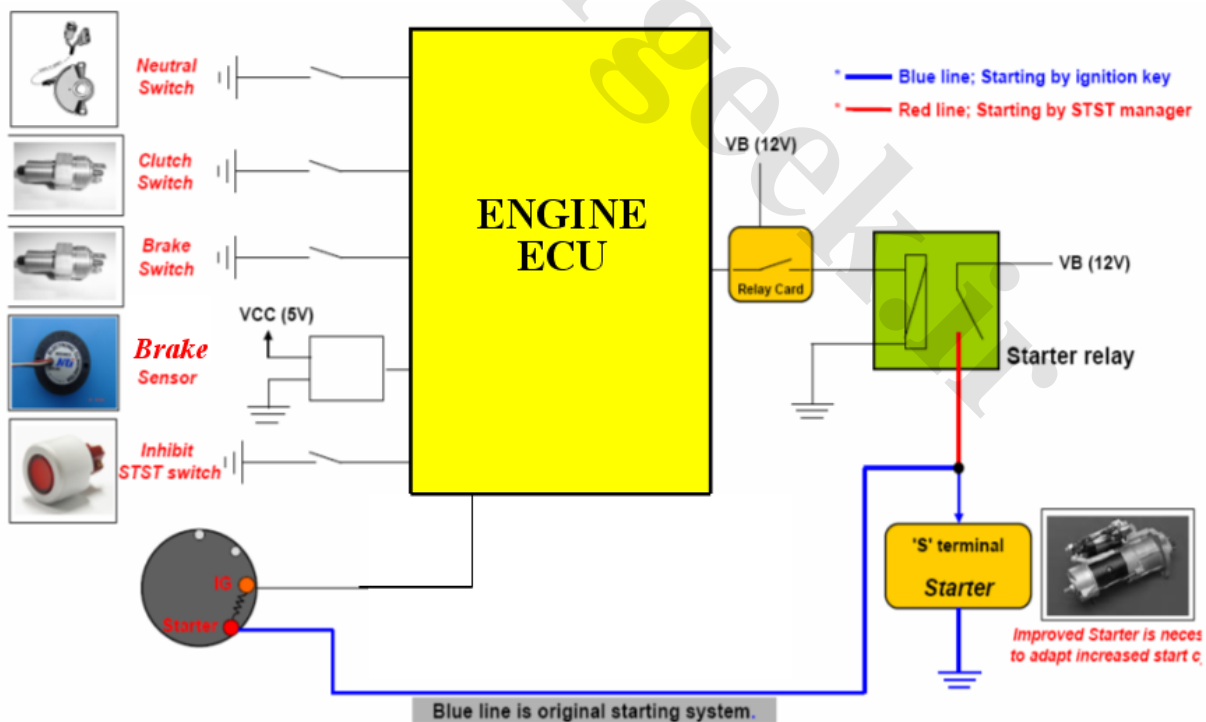 Neutral
Switch
Clutch
Switch
Brake
Switch
VCC (5V)
Brake
Sensor
Inhibit
STST switch
ENGINE
ECU
* Blue line; Starting by ignition key
* Red line; Starting by STST manager
VB (12V)
Relay Card
VB (12V)
Starter relay
IG
Starter
'S' terminal
Starter
Improved Starter is neces
to adapt increased start c
Blue line is original starting system.
geek.ir